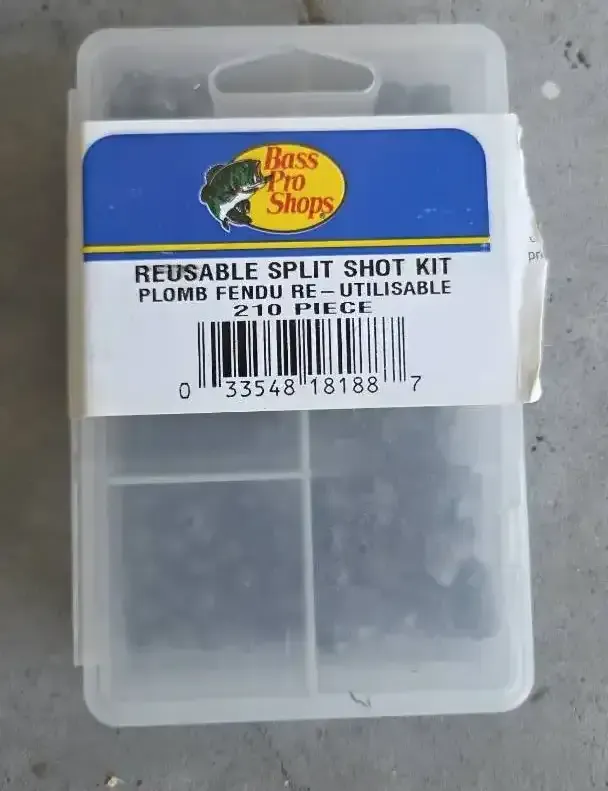 Bass
Pro
Shops
REUSABLE SPLIT SHOT KIT
PLOMB FENDU RE-UTILISABLE
210 PIECE
0 33548 18188 7